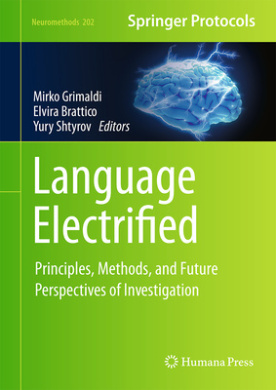 Neuromethods 202
Springer Protocols
Mirko Grimaldi
Elvira Brattico
Yury Shtyrov Editors
Language
Electrified
Principles, Methods, and Future
Perspectives of Investigation
Humana Press